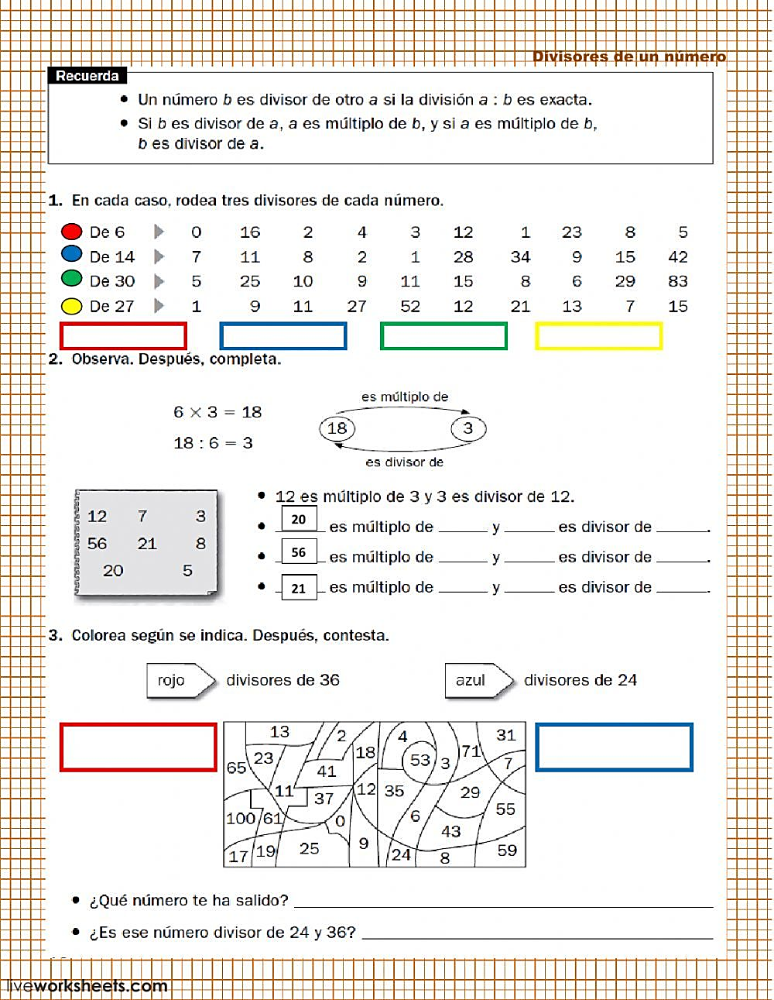 Divisores de un número
Recuerda
• Un número b es divisor de otro a si la división a : b es exacta.
• Si b es divisor de a, a es múltiplo de b, y si a es múltiplo de b,
b es divisor de a.
1. En cada caso, rodea tres divisores de cada número.
De 6 0 16 2 4 3 12 1 23 8 5
De 14 7 11 8 2 1 28 34 9 15 42
De 30 5 25 10 9 11 15 8 6 29 83
De 27 1 9 11 27 52 12 21 13 7 15
2. Observa. Después, completa.
es múltiplo de
6 × 3 = 18
18 3
18 : 6 = 3
es divisor de
12 7 3
56 21 8
20 5
• 12 es múltiplo de 3 y 3 es divisor de 12.
• 20 es múltiplo de ______ y ______ es divisor de ______.
• 56 es múltiplo de ______ y ______ es divisor de ______.
• 21 es múltiplo de ______ y ______ es divisor de ______.
3. Colorea según se indica. Después, contesta.
rojo divisores de 36 azul divisores de 24
13 2 4 31
65 23 18 53 3 71 7
41
11 37 12 35 29
100 61 0 6 55
43
17 19 25 9 24 8 59
• ¿Qué número te ha salido?
• ¿Es ese número divisor de 24 y 36?
liveworksheets.com